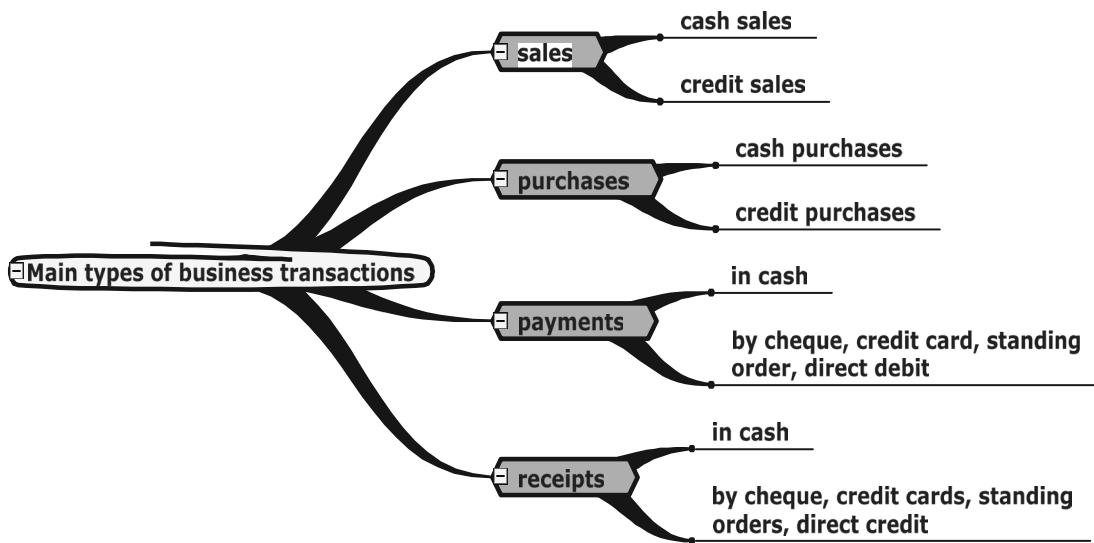 cash sales
sales
credit sales
cash purchases
purchases
credit purchases
Main types of business transactions
in cash
payments
by cheque, credit card, standing
order, direct debit
in cash
receipts
by cheque, credit cards, standing
orders, direct credit